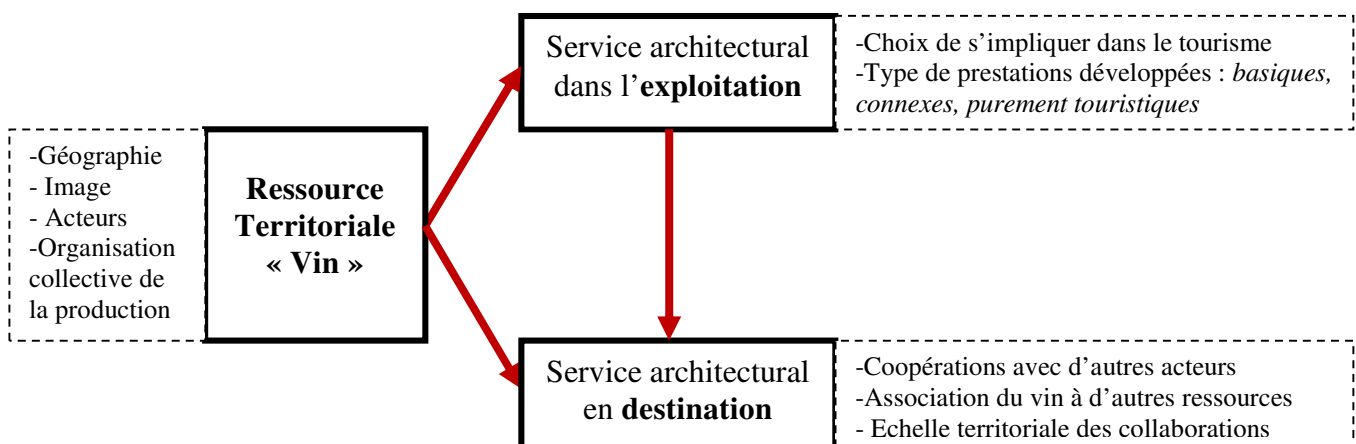 -Géographie
- Image
- Acteurs
-Organisation
collective de
la production
Ressource
Territoriale
« Vin »
Service architectural
dans l’exploitation
-Choix de s’impliquer dans le tourisme
-Type de prestations développées : basiques,
connexes, purement touristiques
Service architectural
en destination
-Coopérations avec d’autres acteurs
-Association du vin à d’autres ressources
- Echelle territoriale des collaborations